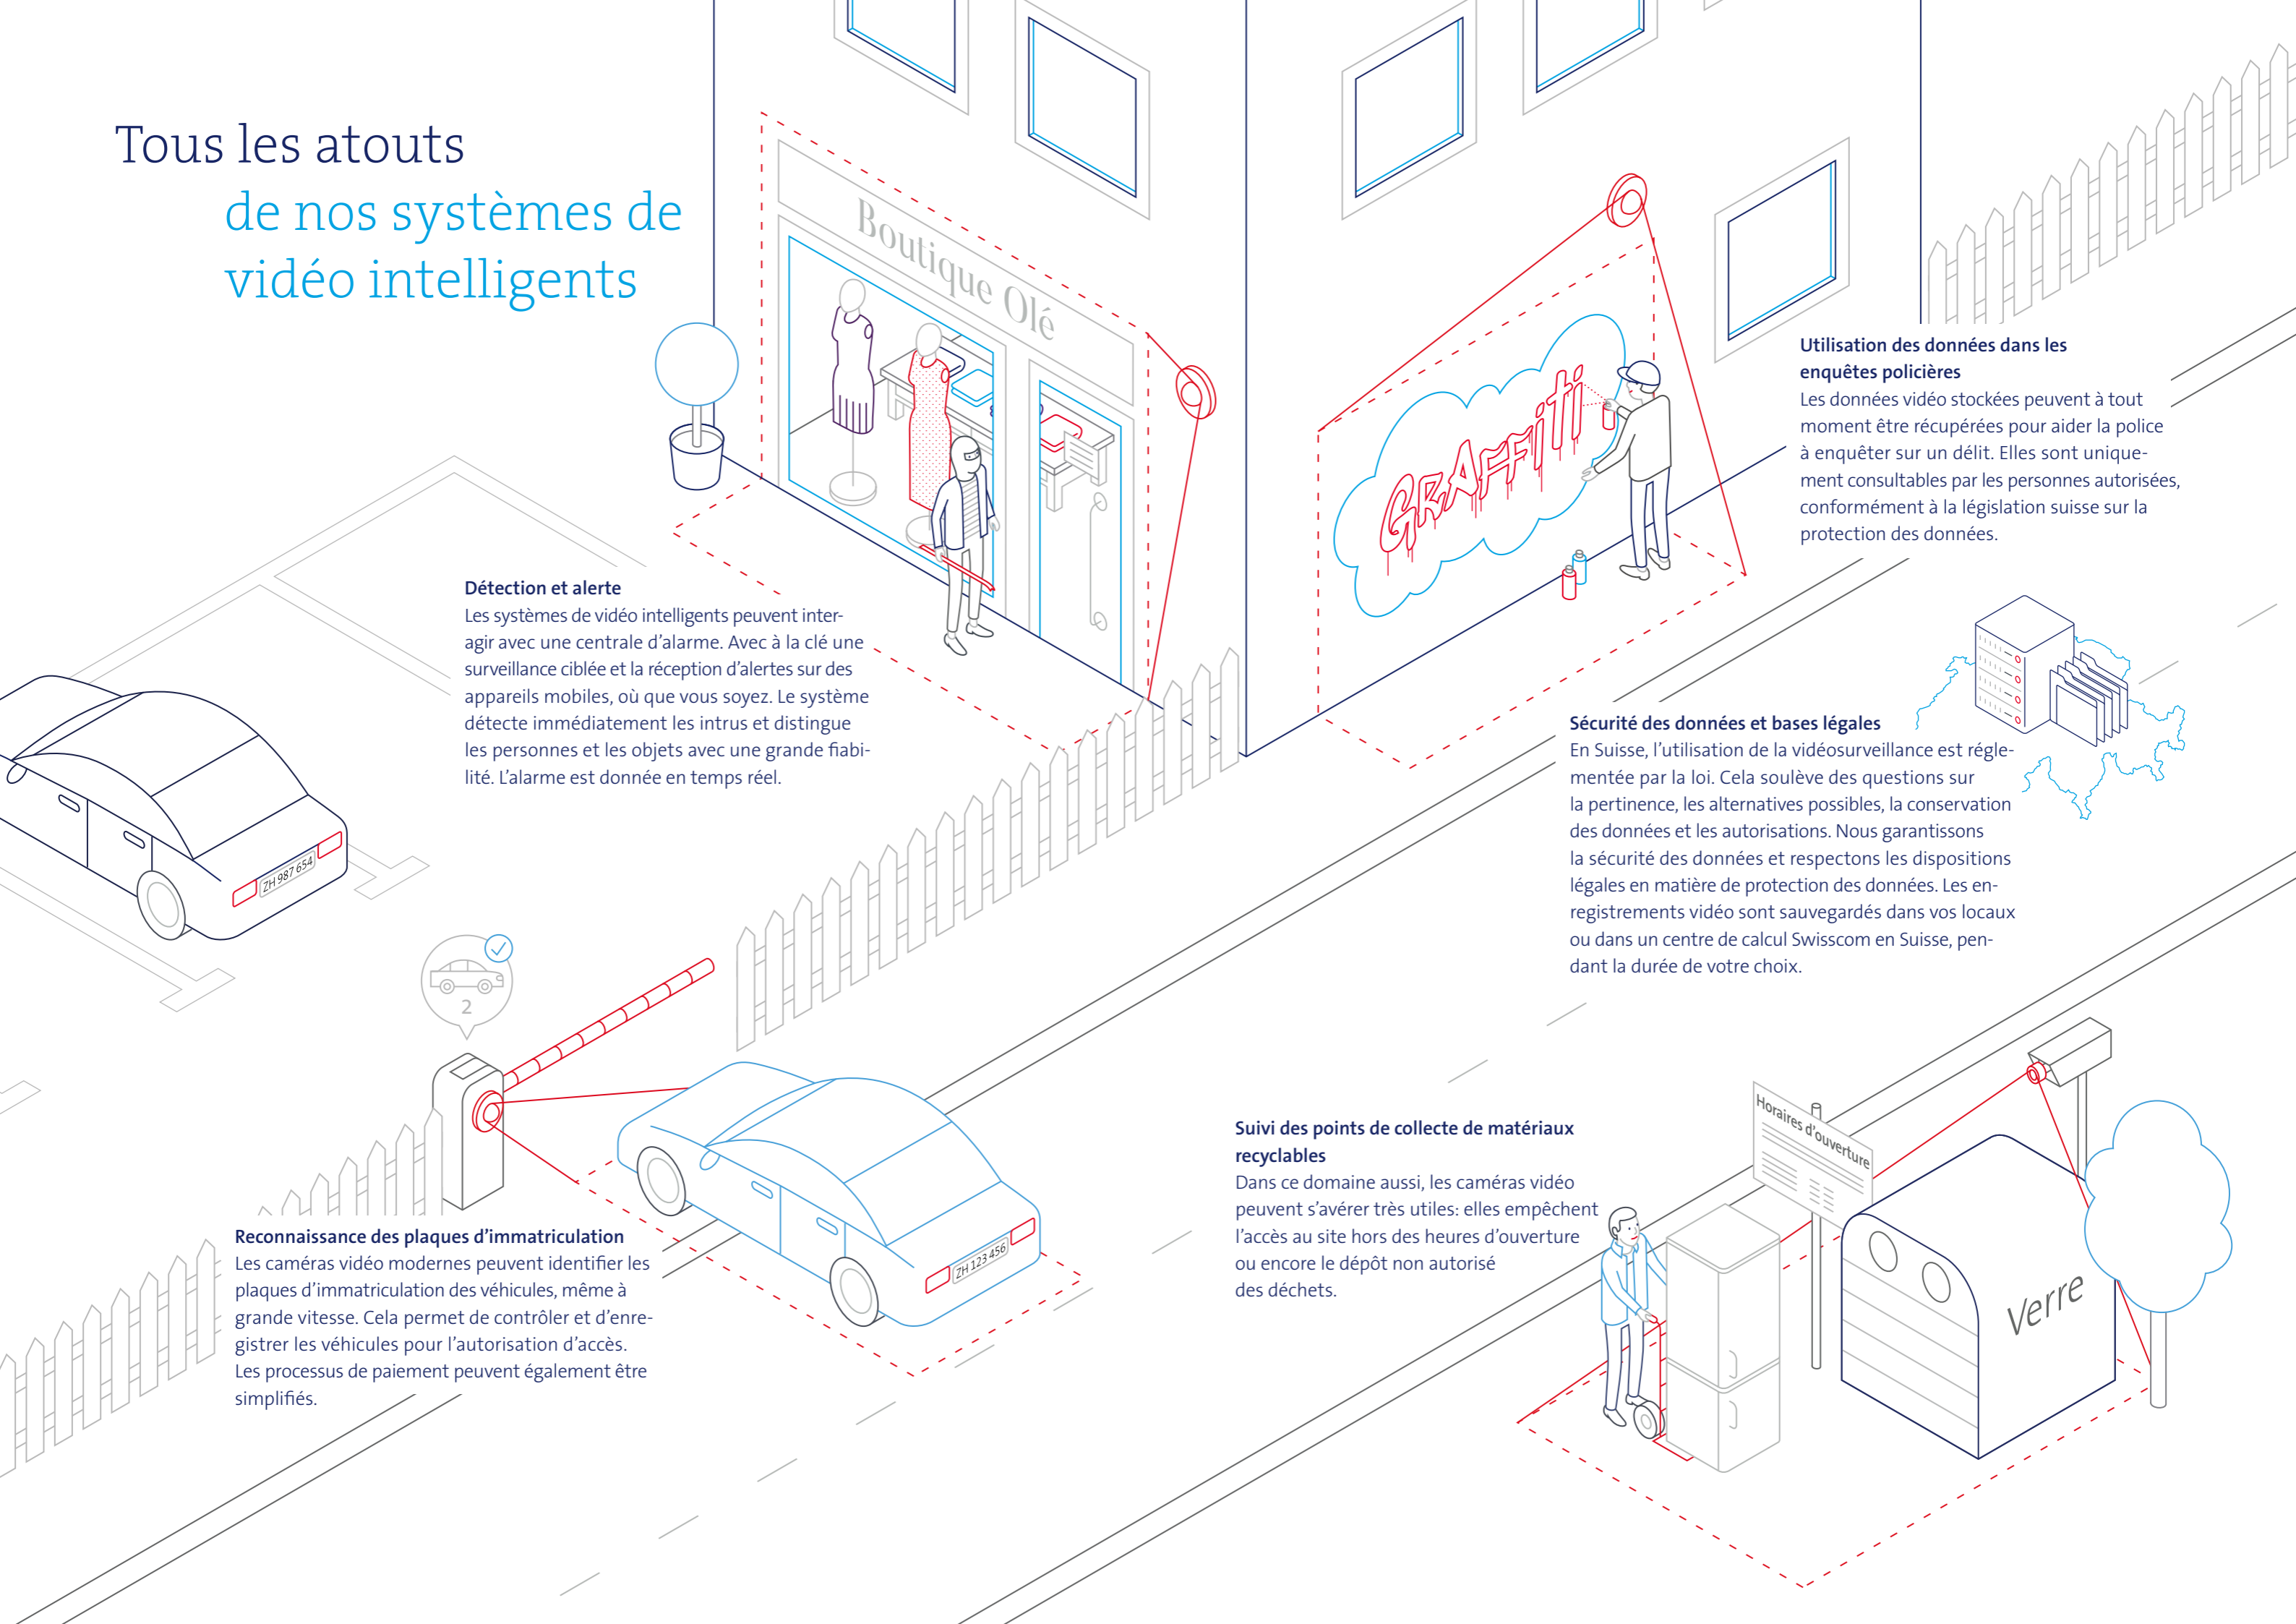 Tous les atouts
de nos systèmes de
vidéo intelligents
Boutique Olé
GRAFFiti
Utilisation des données dans les
enquêtes policières
Les données vidéo stockées peuvent à tout
moment être récupérées pour aider la police
à enquêter sur un délit. Elles sont unique-
ment consultables par les personnes autorisées,
conformément à la législation suisse sur la
protection des données.
Détection et alerte
Les systèmes de vidéo intelligents peuvent inter-
agir avec une centrale d’alarme. Avec à la clé une
surveillance ciblée et la réception d’alertes sur des
appareils mobiles, où que vous soyez. Le système
détecte immédiatement les intrus et distingue
les personnes et les objets avec une grande fiabi-
lité. L’alarme est donnée en temps réel.
Sécurité des données et bases légales
En Suisse, l’utilisation de la vidéosurveillance est régle-
mentée par la loi. Cela soulève des questions sur
la pertinence, les alternatives possibles, la conservation
des données et les autorisations. Nous garantissons
la sécurité des données et respectons les dispositions
légales en matière de protection des données. Les en-
registrements vidéo sont sauvegardés dans vos locaux
ou dans un centre de calcul Swisscom en Suisse, pen-
dant la durée de votre choix.
ZH 987 654
2
Reconnaissance des plaques d’immatriculation
Les caméras vidéo modernes peuvent identifier les
plaques d’immatriculation des véhicules, même à
grande vitesse. Cela permet de contrôler et d’enre-
gistrer les véhicules pour l’autorisation d’accès.
Les processus de paiement peuvent également être
simplifiés.
ZH 123 456
Suivi des points de collecte de matériaux
recyclables
Dans ce domaine aussi, les caméras vidéo
peuvent s’avérer très utiles: elles empêchent
l’accès au site hors des heures d’ouverture
ou encore le dépôt non autorisé
des déchets.
Horaires d’ouverture
Verre